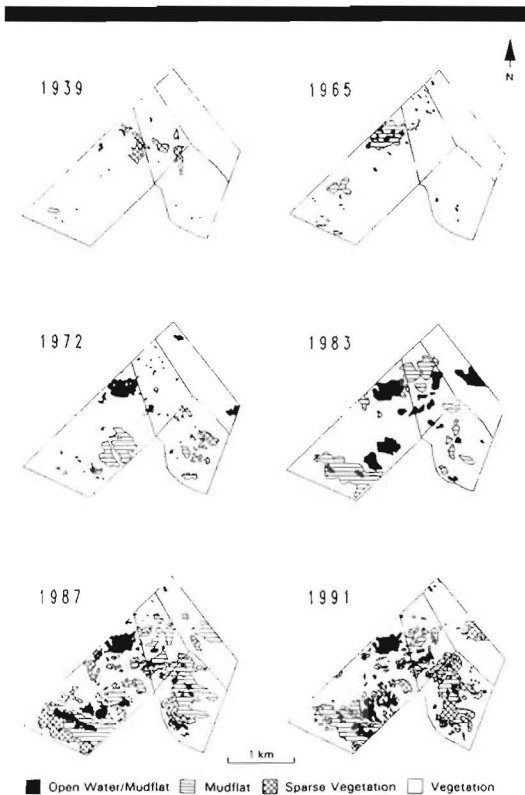 N
1939
1965
1972
1983
1987
1991
1 km
Open Water/Mudflat Mudflat Sparse Vegetation Vegetation